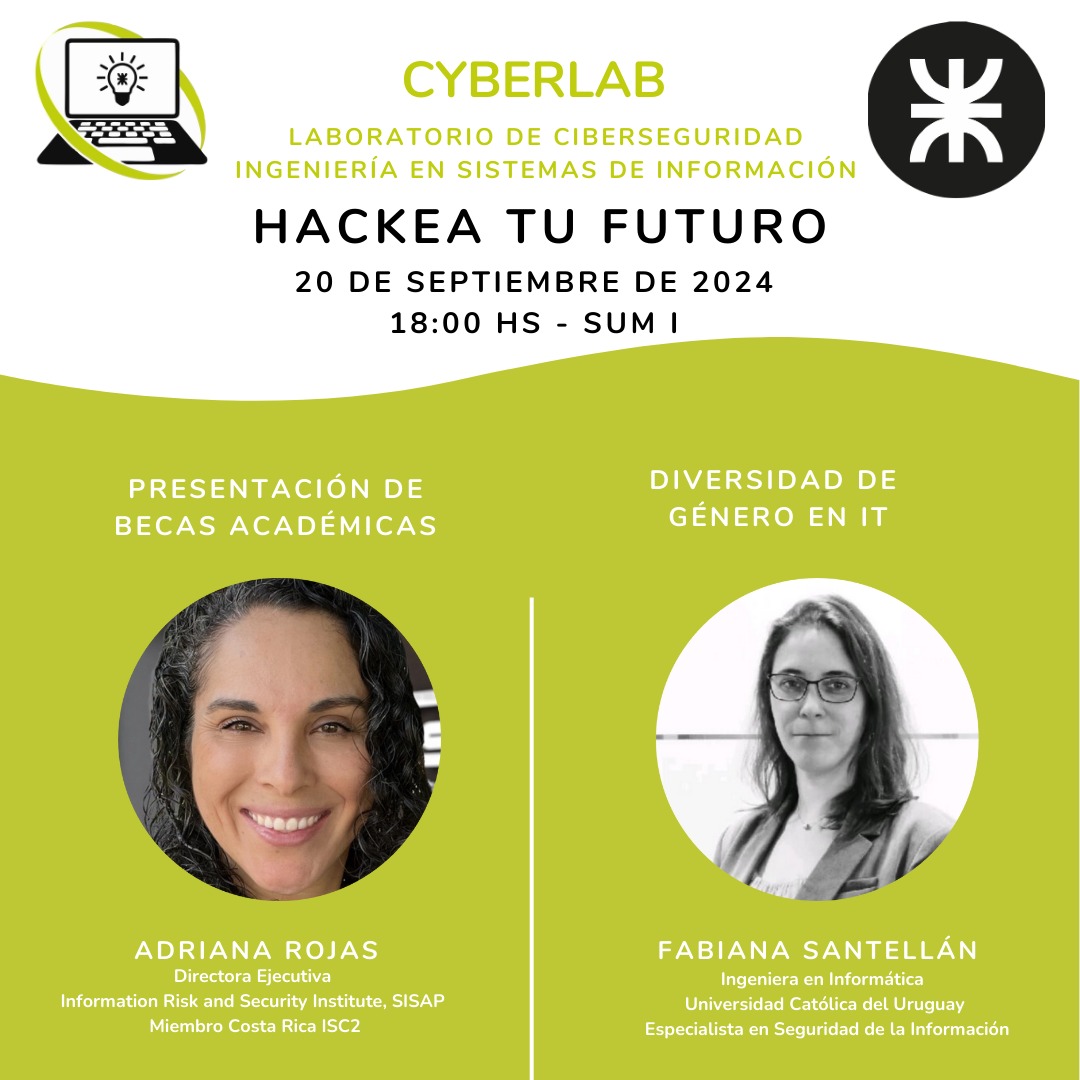 CYBERLAB
LABORATORIO DE CIBERSEGURIDAD
INGENIERÍA EN SISTEMAS DE INFORMACIÓN
HACKEA TU FUTURO
20 DE SEPTIEMBRE DE 2024
18:00 HS - SUM I
PRESENTACIÓN DE
BECAS ACADÉMICAS
ADRIANA ROJAS
Directora Ejecutiva
Information Risk and Security Institute, SISAP
Miembro Costa Rica ISC2
DIVERSIDAD DE
GÉNERO EN IT
FABIANA SANTELLÁN
Ingeniera en Informática
Universidad Católica del Uruguay
Especialista en Seguridad de la Información